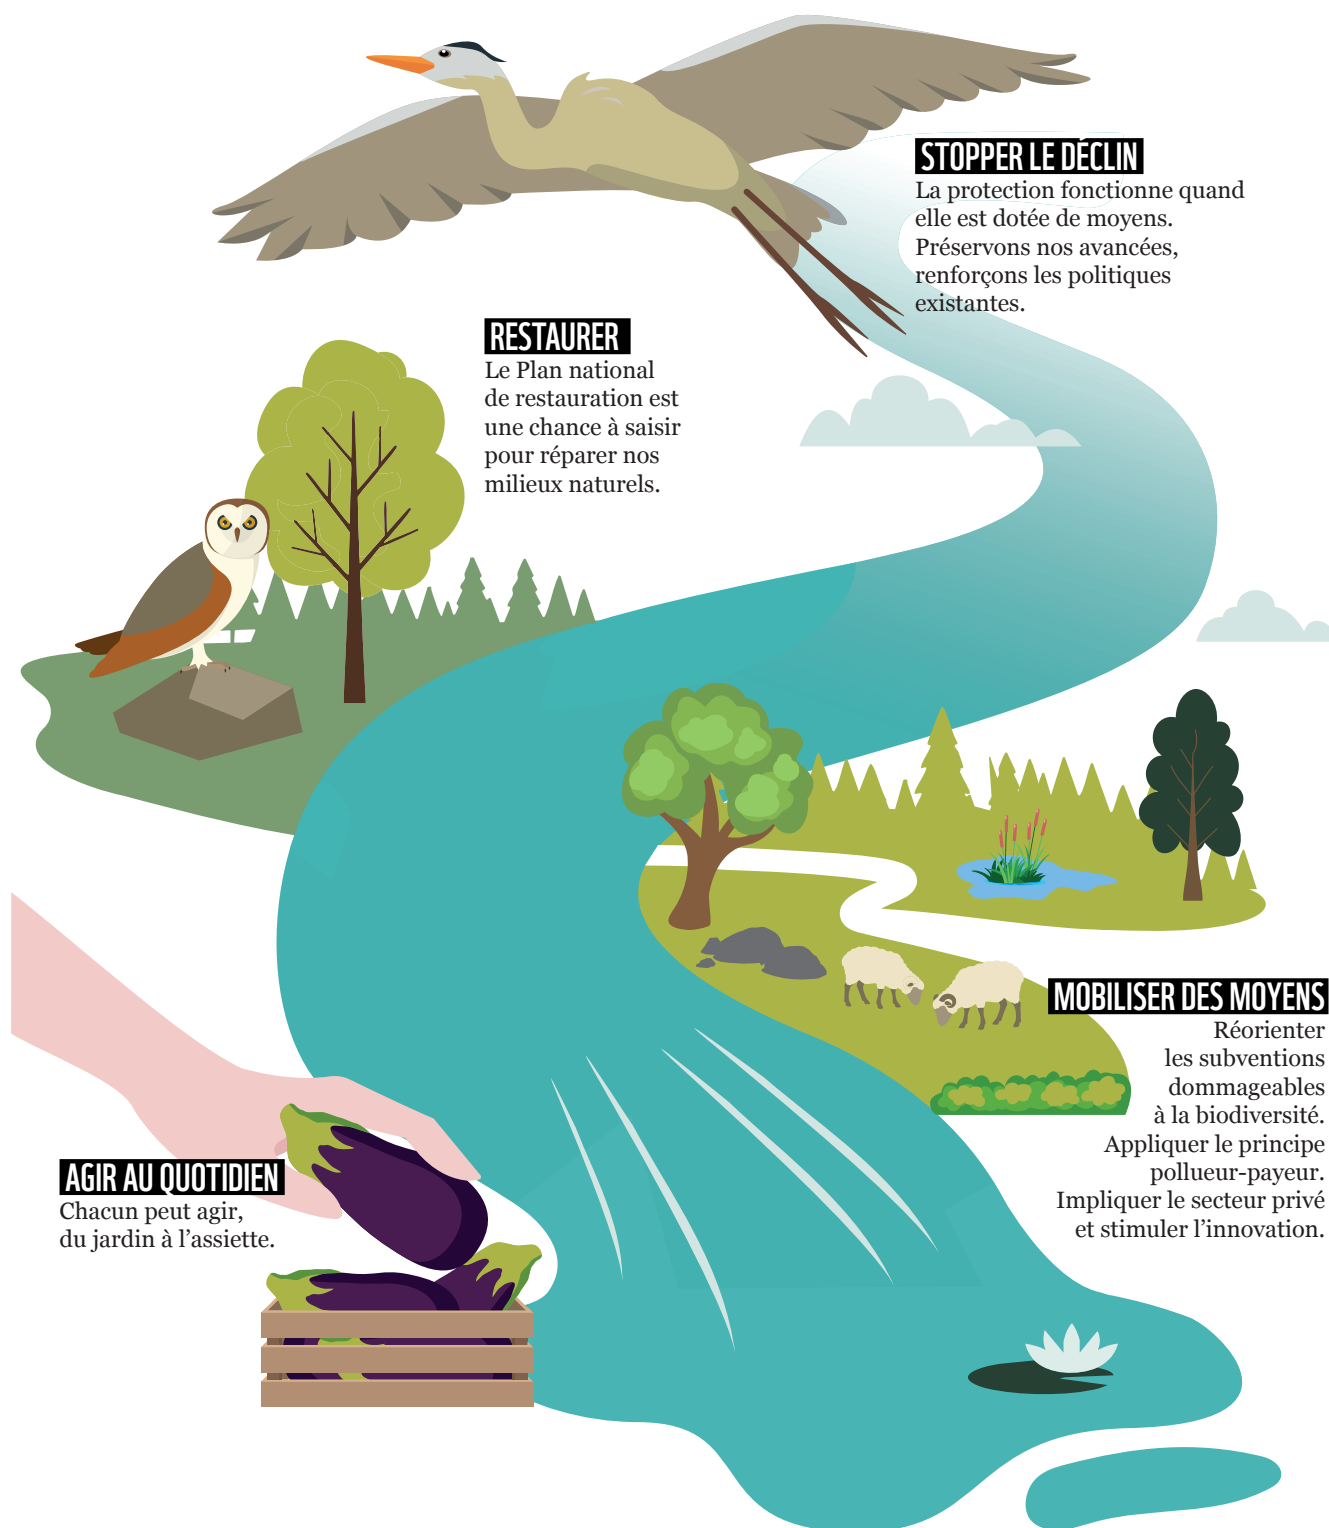 STOPPER LE DÉCLIN
La protection fonctionne quand
elle est dotée de moyens.
Préservons nos avancées,
renforçons les politiques
existantes.
RESTAURER
Le Plan national
de restauration est
une chance à saisir
pour réparer nos
milieux naturels.
MOBILISER DES MOYENS
Réorienter
les subventions
dommageables
à la biodiversité.
Appliquer le principe
pollueur-payeur.
Impliquer le secteur privé
et stimuler l’innovation.
AGIR AU QUOTIDIEN
Chacun peut agir,
du jardin à l’assiette.